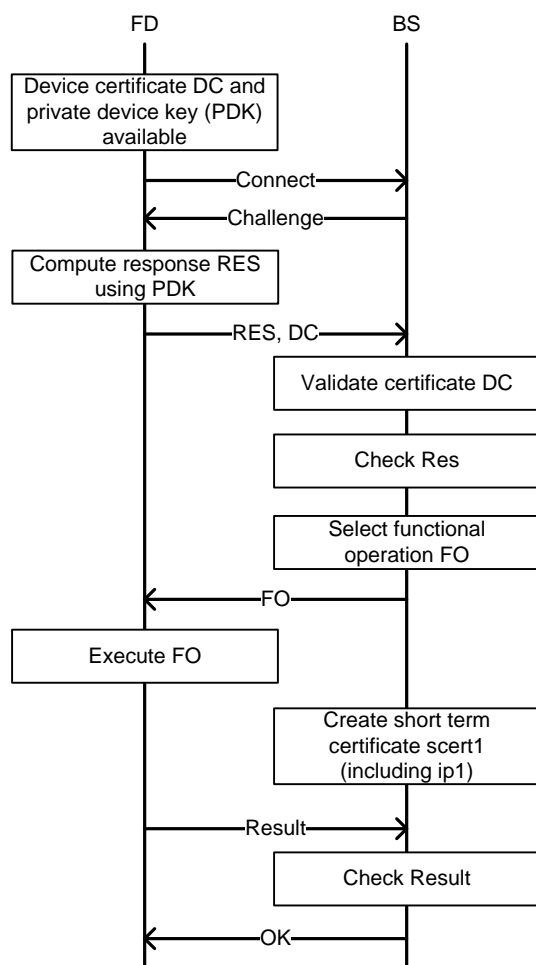 FD
BS
Device certificate DC and
private device key (PDK)
available
Connect
Challenge
Compute response RES
using PDK
RES, DC
Validate certificate DC
Check Res
Select functional
operation FO
FO
Execute FO
Create short term
certificate scert1
(including ip1)
Result
Check Result
OK